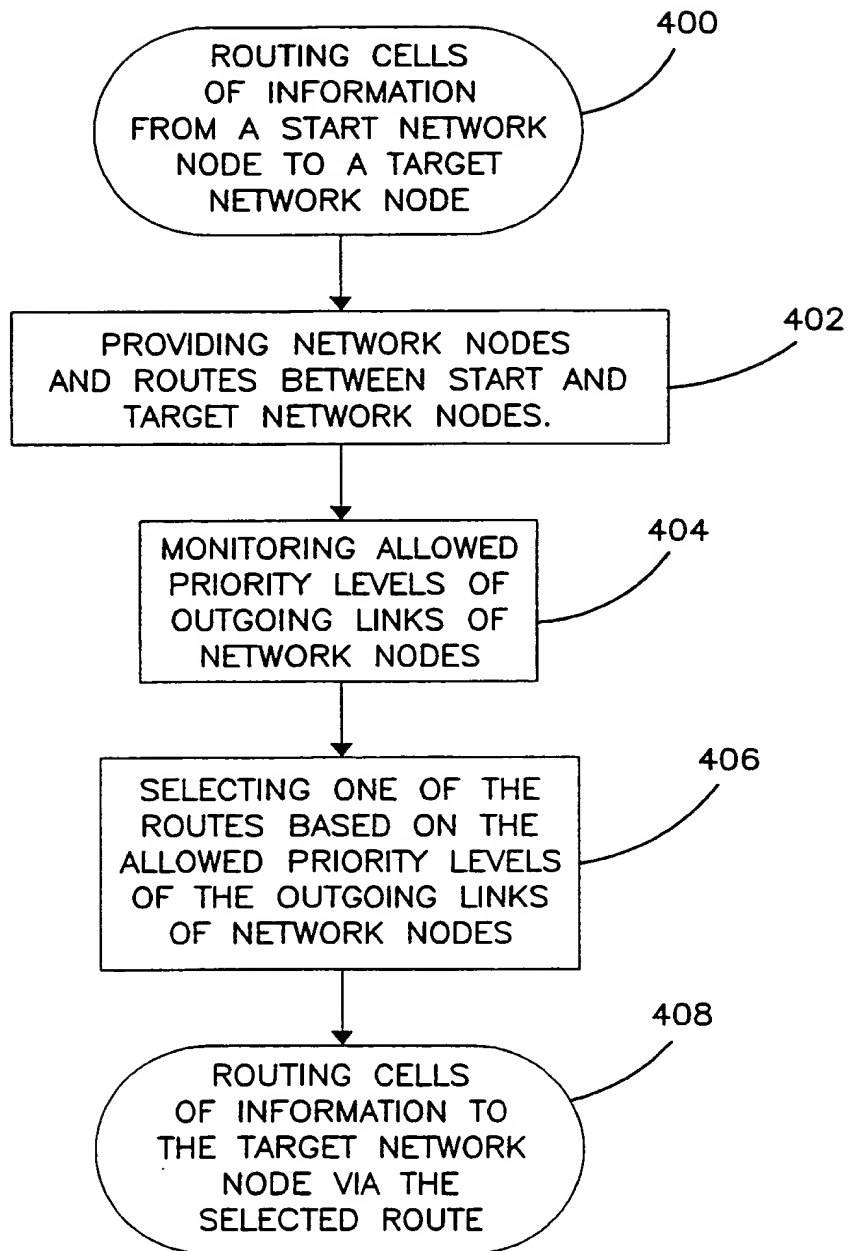 400
ROUTING CELLS
OF INFORMATION
FROM A START NETWORK
NODE TO A TARGET
NETWORK NODE
402
PROVIDING NETWORK NODES
AND ROUTES BETWEEN START AND
TARGET NETWORK NODES.
404
MONITORING ALLOWED
PRIORITY LEVELS OF
OUTGOING LINKS OF
NETWORK NODES
406
SELECTING ONE OF THE
ROUTES BASED ON THE
ALLOWED PRIORITY LEVELS
OF THE OUTGOING LINKS
OF NETWORK NODES
408
ROUTING CELLS
OF INFORMATION TO
THE TARGET NETWORK
NODE VIA THE
SELECTED ROUTE